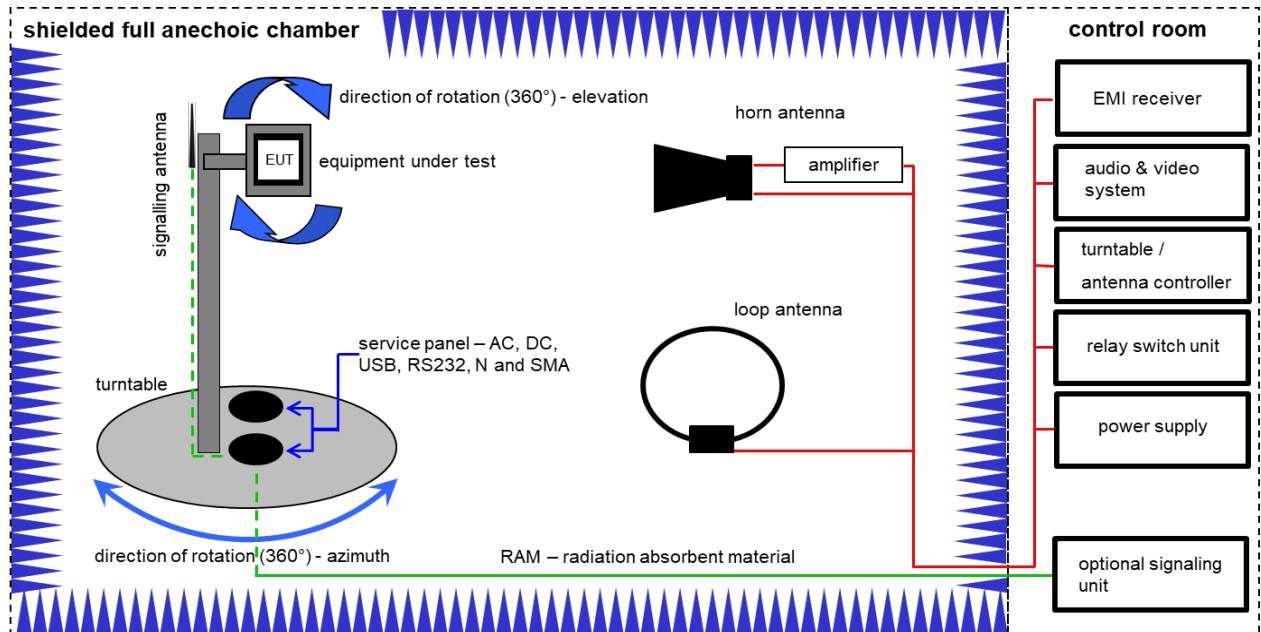 shielded full anechoic chamber
control room
direction of rotation (360°) - elevation
signalling antenna
EUT
equipment under test
horn antenna
amplifier
EMI receiver
audio & video
system
turntable /
antenna controller
loop antenna
service panel – AC, DC,
USB, RS232, N and SMA
turntable
relay switch unit
power supply
direction of rotation (360°) - azimuth
RAM – radiation absorbent material
optional signaling
unit